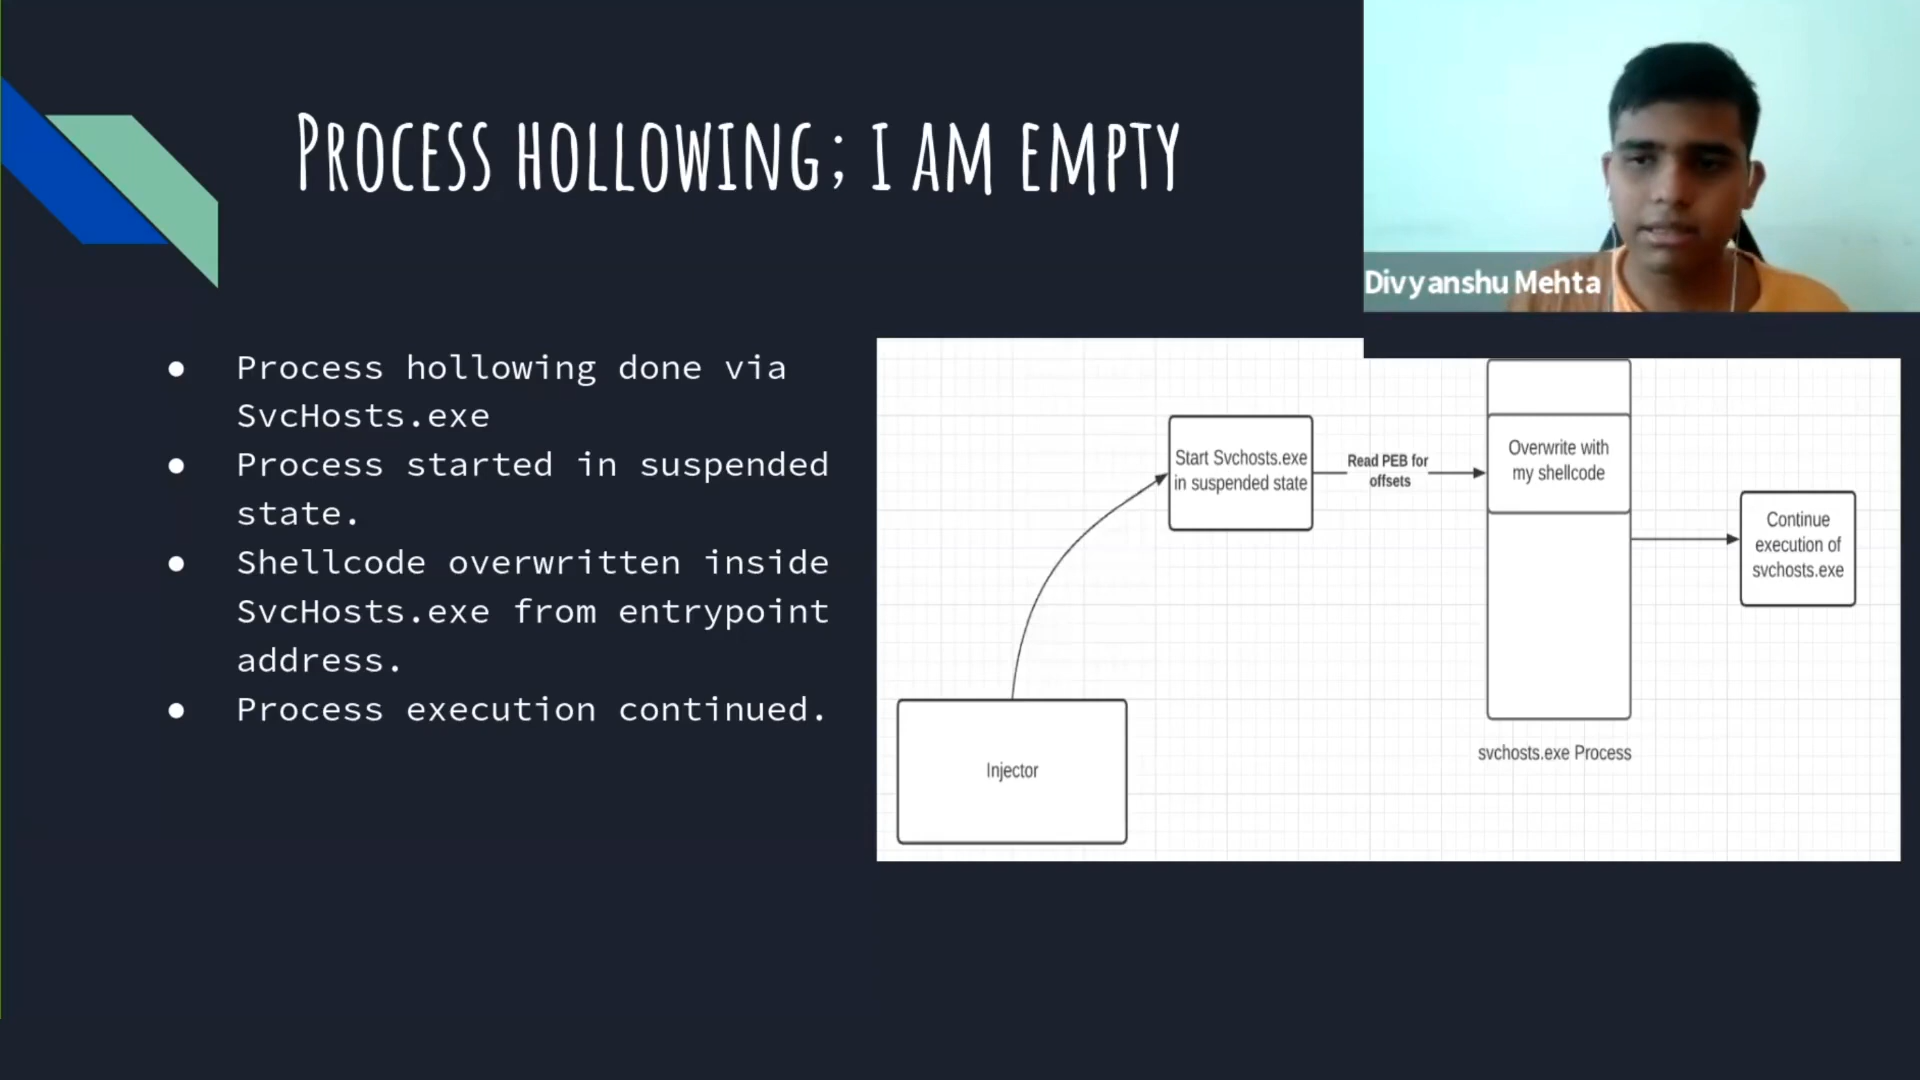 Process hollowing; i am empty
Divyanshu Mehta
● Process hollowing done via
SvcHosts.exe
● Process started in suspended
state.
● Shellcode overwritten inside
SvcHosts.exe from entrypoint
address.
● Process execution continued.
Start Svchosts.exe
in suspended state
Read PEB for
offsets
Overwrite with
my shellcode
Continue
execution of
svchosts.exe
svchosts.exe Process
Injector